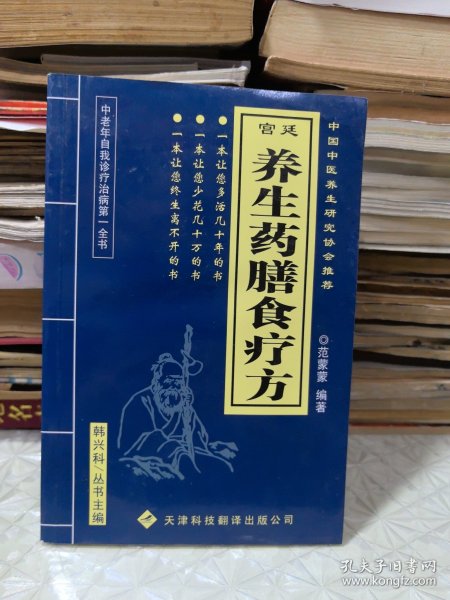 中国中医养生研究协会推荐
宫廷
养生药膳食疗方
◎范蒙蒙 编著
●一本让您多活几十年的书
●一本让您少花几十万的书
●一本让您终生离不开的书
中老年自我诊疗治病第一全书
韩兴科/丛书主编
天津科技翻译出版公司
孔夫子旧书网
www.kongfz.com